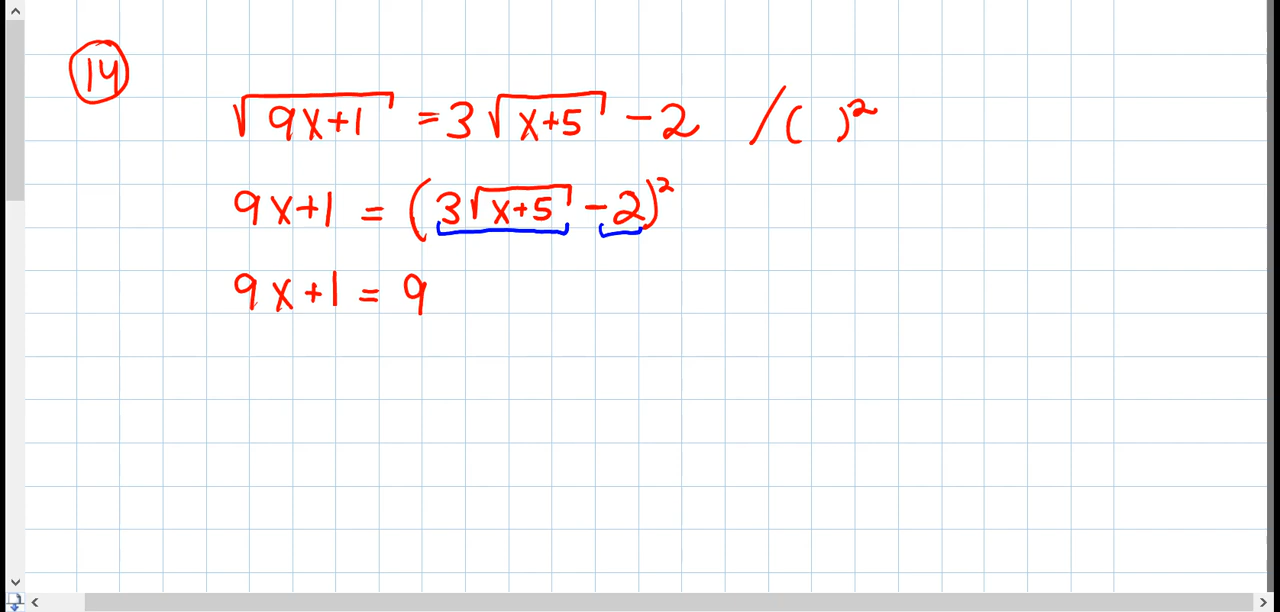 14
√(9x+1) = 3√(x+5) - 2 / ( )²
9x+1 = (3√(x+5) - 2)²
9x+1 = 9